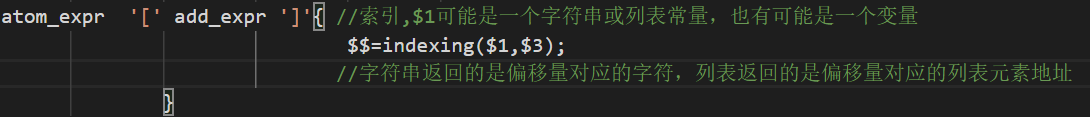 atom_expr '[' add_expr ']'{ //索引,$1可能是一个字符串或列表常量，也有可能是一个变量
$$=indexing($1,$3);
//字符串返回的是偏移量对应的字符，列表返回的是偏移量对应的列表元素地址
}